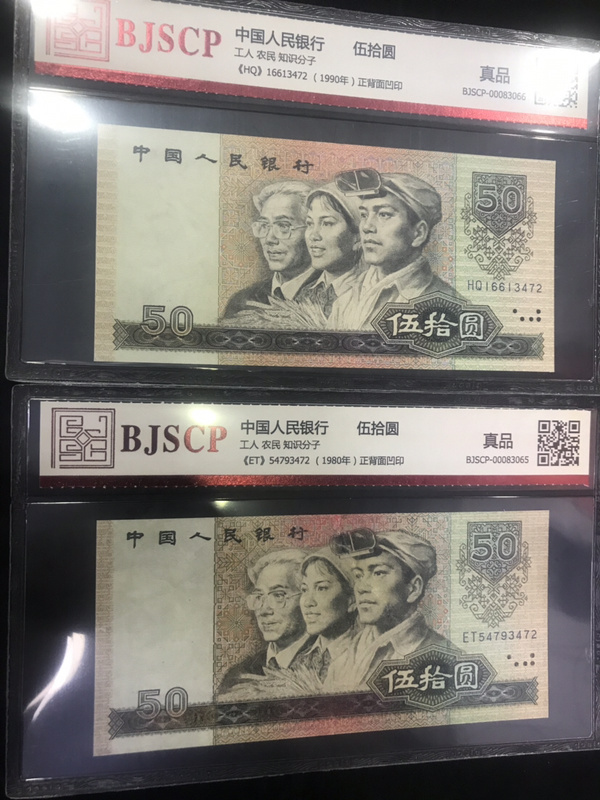 BJSCP
中国人民银行 伍拾圆
工人 农民 知识分子
《HQ》16613472 (1990年) 正背面凹印
真品
BJSCP-00083066
中国人民银行
50
HQ16613472
50
伍拾圆
BJSCP
中国人民银行 伍拾圆
工人 农民 知识分子
《ET》54793472 (1980年) 正背面凹印
真品
BJSCP-00083065
中国人民银行
50
ET54793472
50
伍拾圆